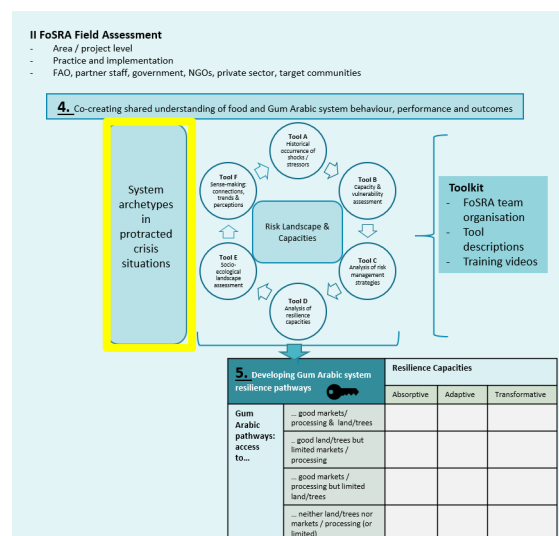 II FoSRA Field Assessment
- Area / project level
- Practice and implementation
- FAO, partner staff, government, NGOs, private sector, target communities
4. Co-creating shared understanding of food and Gum Arabic system behaviour, performance and outcomes
System
archetypes
in
protracted
crisis
situations
Tool A
Historical
occurrence of
shocks /
stressors
Tool B
Capacity &
vulnerability
assessment
Tool C
Analysis of risk
management
strategies
Tool D
Analysis of
resilience
capacities
Tool E
Socio-
ecological
landscape
assessment
Tool F
Sense-making:
connections,
trends &
perceptions
Risk Landscape &
Capacities
Toolkit
- FoSRA team
organisation
- Tool
descriptions
- Training videos
5. Developing Gum Arabic system
resilience pathways
Resilience Capacities
Absorptive
Adaptive
Transformative
Gum
Arabic
pathways:
access
to…
… good markets/
processing & land/trees
.. good land/trees but
limited markets /
processing
… good markets /
processing but limited
land/trees
… neither land/trees nor
markets / processing (or
limited)